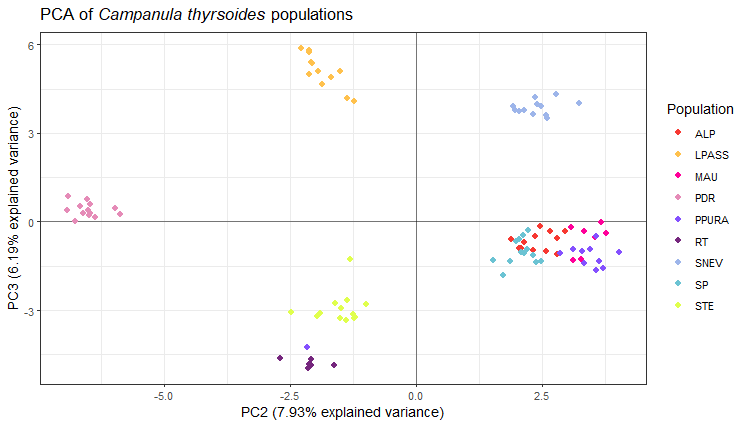 PCA of Campanula thyrsoides populations
PC3 (6.19% explained variance)
6
3
0
-3
-5.0
-2.5
0.0
2.5
PC2 (7.93% explained variance)
Population
ALP
LPASS
MAU
PDR
PPURA
RT
SNEV
SP
STE